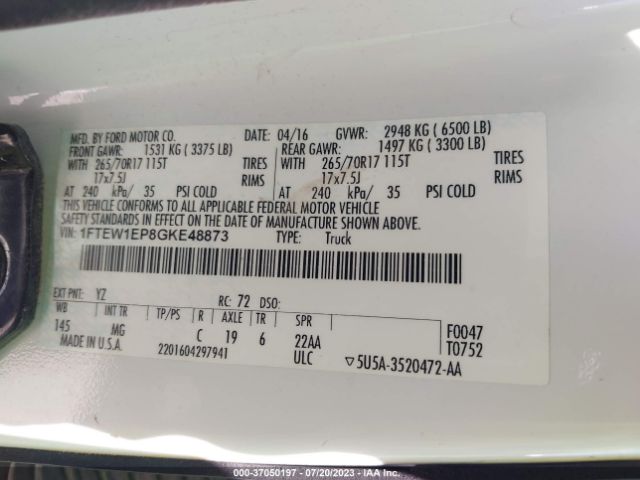 MFD. BY FORD MOTOR CO. DATE: 04/16 GVWR: 2948 KG ( 6500 LB)
FRONT GAWR: 1531 KG ( 3375 LB) REAR GAWR: 1497 KG ( 3300 LB)
WITH 265/70R17 115T TIRES WITH 265/70R17 115T TIRES
17x7.5J RIMS 17x7.5J RIMS
AT 240 kPa/ 35 PSI COLD AT 240 kPa/ 35 PSI COLD
THIS VEHICLE CONFORMS TO ALL APPLICABLE FEDERAL MOTOR VEHICLE
SAFETY STANDARDS IN EFFECT ON THE DATE OF MANUFACTURE SHOWN ABOVE.
VIN: 1FTEW1EP8GKE48873 TYPE: Truck
EXT PNT: YZ RC: 72 DSO:
WB INT TR TP/PS R AXLE TR SPR
145 MG C 19 6 22AA F0047
MADE IN U.S.A. 2201604297941 ULC ▽5U5A-3520472-AA T0752
000-37050197 - 07/20/2023 - IAAI.COM